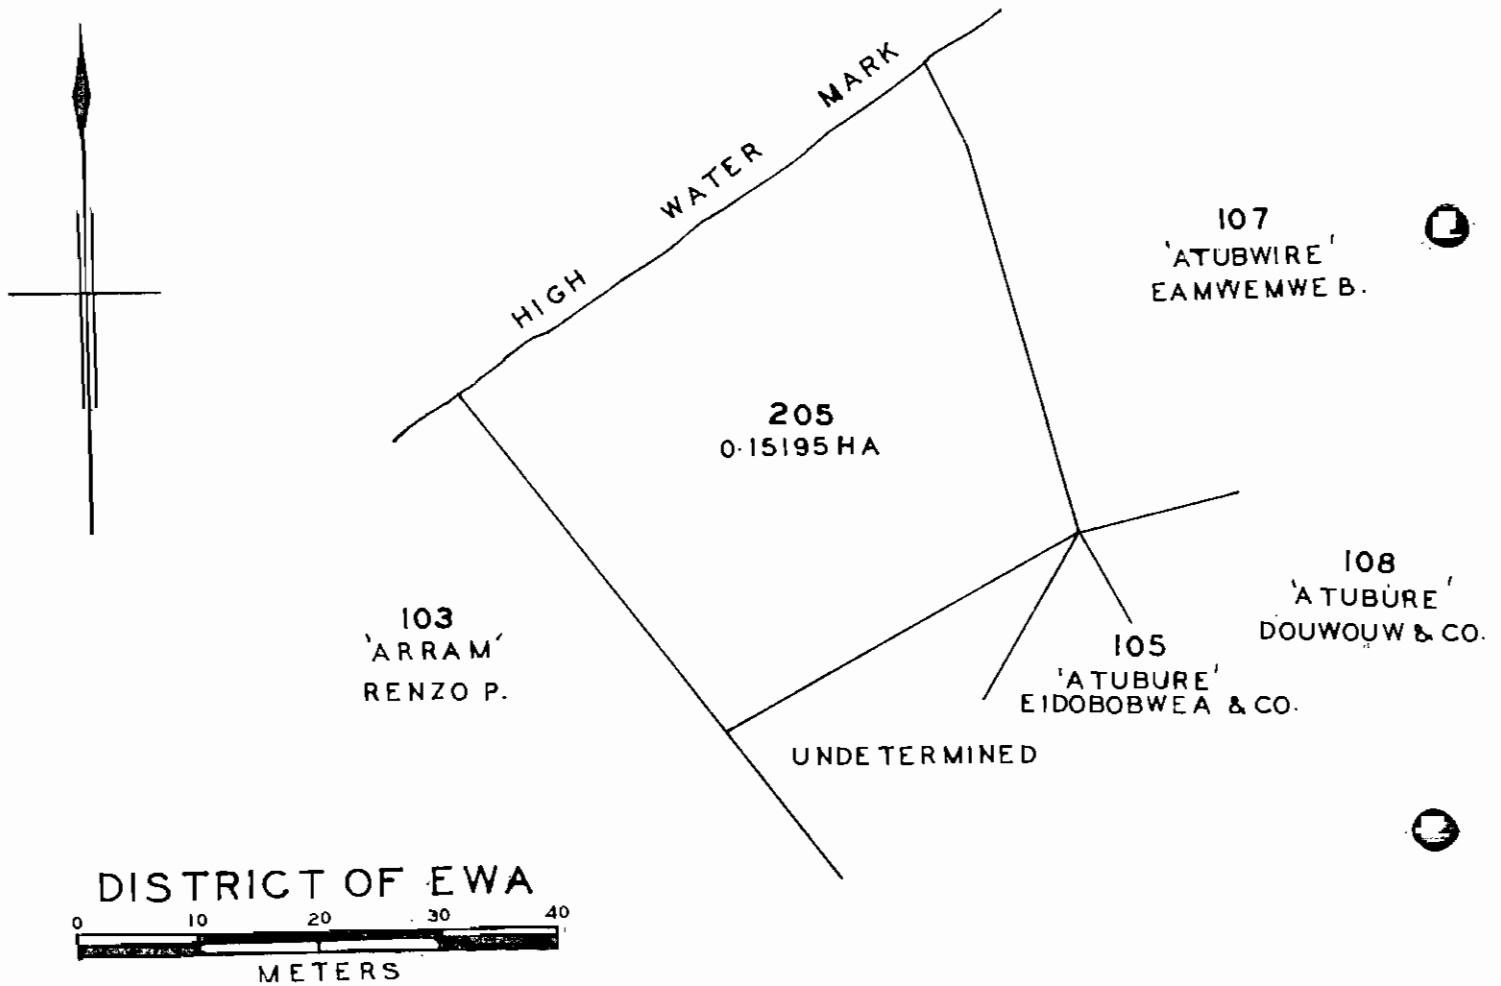 HIGH WATER MARK
107
'ATUBWIRE'
EAMWEMWE B.
205
0.15195 HA
103
'ARRAM'
RENZO P.
108
'ATUBURE'
DOUWOUW & CO.
105
'ATUBURE'
EIDOBOBWEA & CO.
UNDETERMINED
DISTRICT OF EWA
0 10 20 30 40
METERS